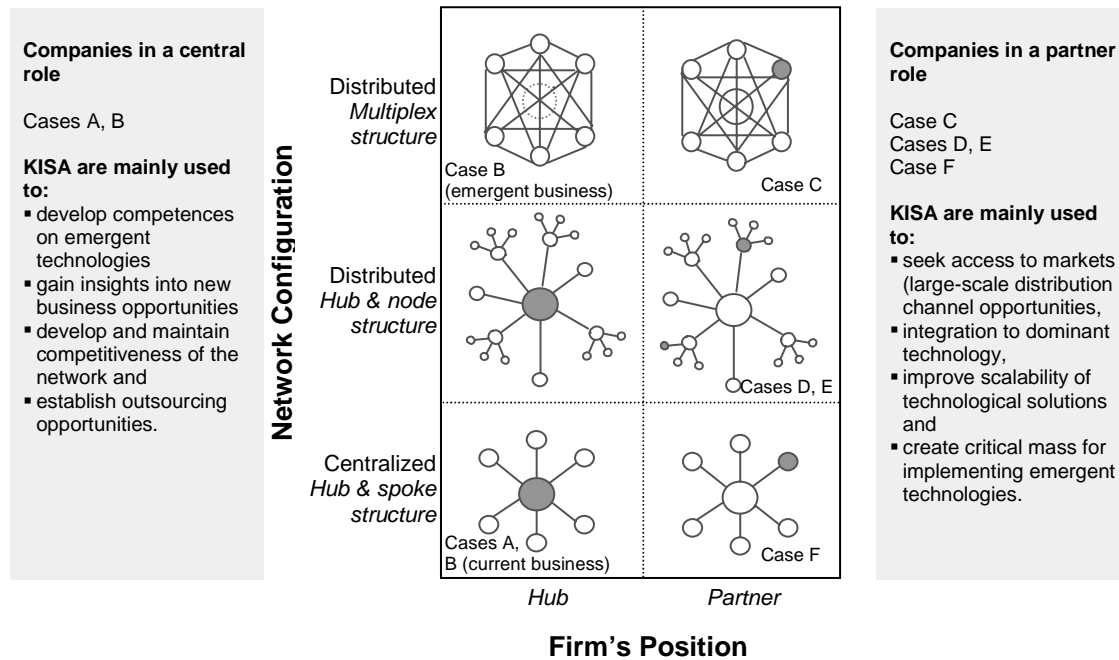 Companies in a central
role
Cases A, B
KISA are mainly used
to:
▪ develop competences
on emergent
technologies
▪ gain insights into new
business opportunities
▪ develop and maintain
competitiveness of the
network and
▪ establish outsourcing
opportunities.
Network Configuration
Distributed
Multiplex
structure
Case B
(emergent business)
Case C
Distributed
Hub & node
structure
Cases D, E
Centralized
Hub & spoke
structure
Cases A,
B (current business)
Case F
Hub
Partner
Firm's Position
Companies in a partner
role
Case C
Cases D, E
Case F
KISA are mainly used
to:
▪ seek access to markets
(large-scale distribution
channel opportunities,
▪ integration to dominant
technology,
▪ improve scalability of
technological solutions
and
▪ create critical mass for
implementing emergent
technologies.